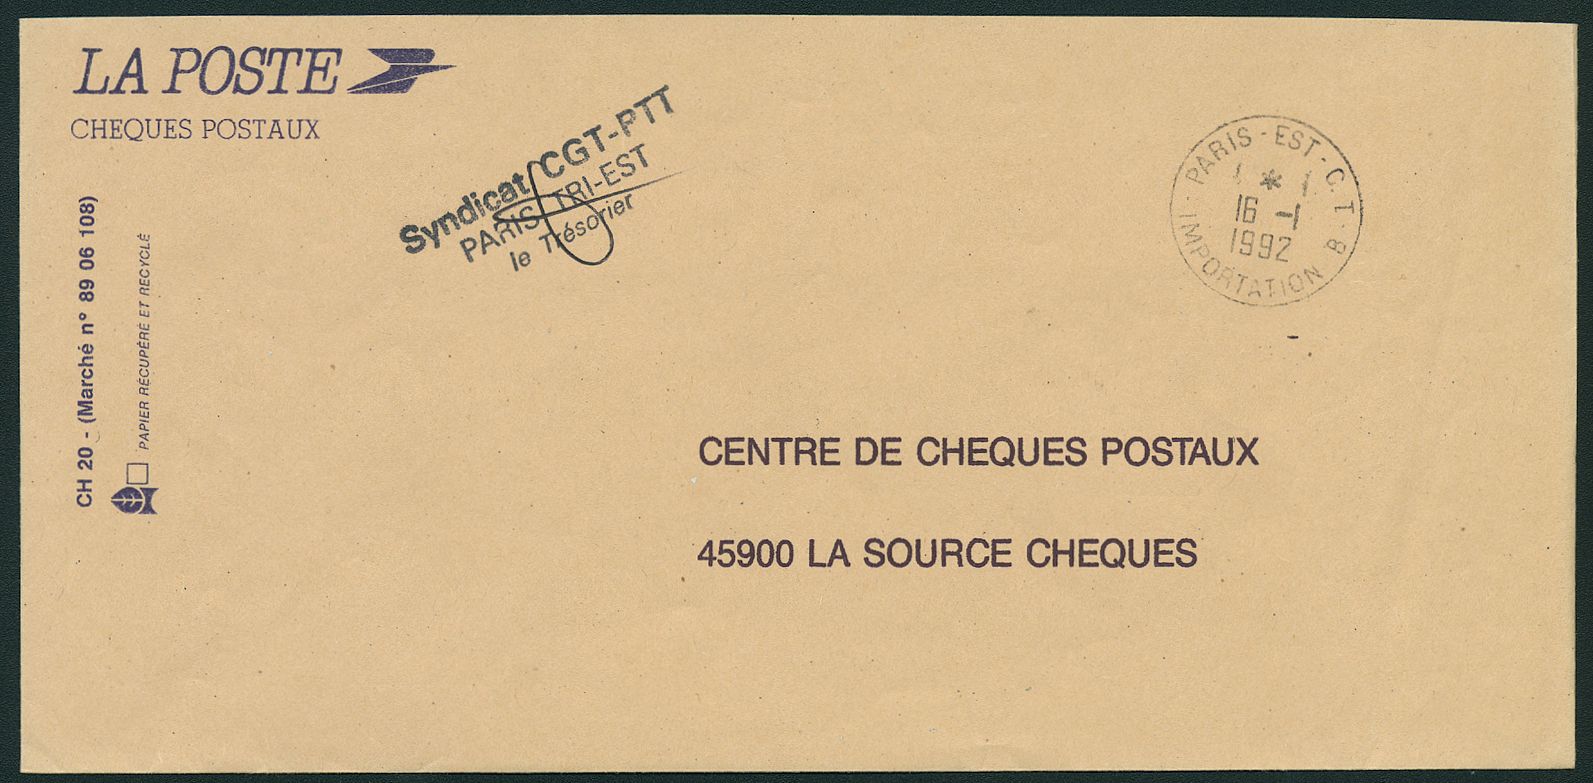 LA POSTE
CHEQUES POSTAUX
CH 20 - (Marché n° 89 06 108)
PAPIER RÉCUPÉRÉ ET RECYCLÉ
Syndicat CGT-PTT
PARIS TRI-EST
le Trésorier
PARIS-EST-C.T
16 -1
1992
IMPORTATION B.
CENTRE DE CHEQUES POSTAUX
45900 LA SOURCE CHEQUES